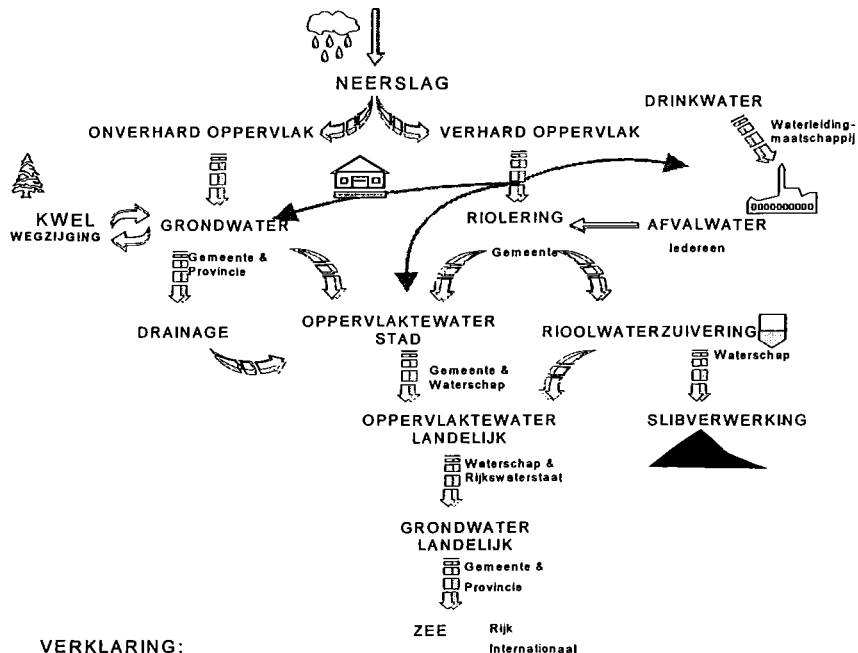 NEERSLAG
DRINKWATER
ONVERHARD OPPERVLAK
VERHARD OPPERVLAK
Waterleiding-
maatschappij
KWEL
WEGZIJGING
GRONDWATER
RIOLERING
AFVALWATER
Iedereen
Gemeente &
Provincie
Gemeente
DRAINAGE
OPPERVLAKTEWATER
STAD
RIOOLWATERZUIVERING
Gemeente &
Waterschap
Waterschap
OPPERVLAKTEWATER
LANDELIJK
SLIBVERWERKING
Waterschap &
Rijkswaterstaat
GRONDWATER
LANDELIJK
Gemeente &
Provincie
ZEE
Rijk
Internationaal
VERKLARING: